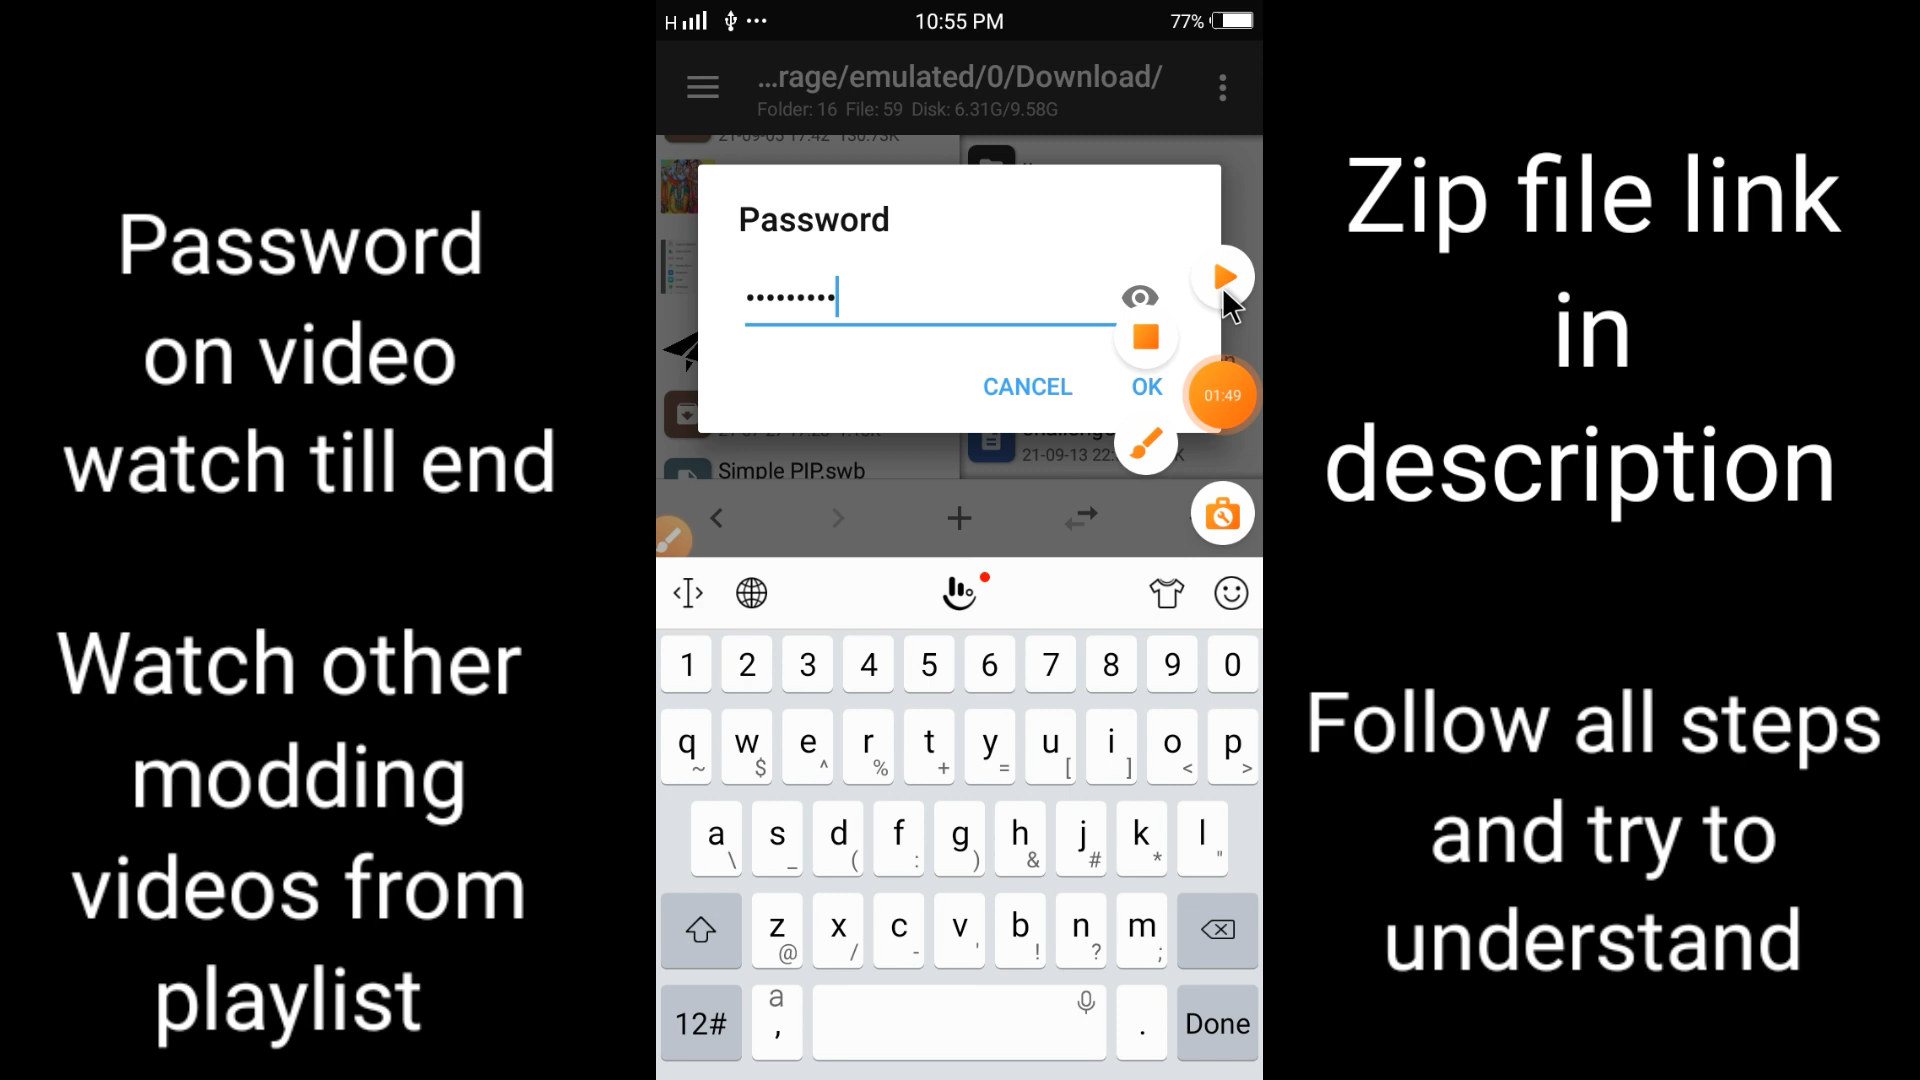 H
10:55 PM
77%
...rage/emulated/0/Download/
Folder: 16 File: 59 Disk: 6.31G/9.58G
Password
•••••••••
CANCEL
OK
01:49
21-09-13 22:
K
Simple PIP.swb
1 2 3 4 5 6 7 8 9 0
q w e r t y u i o p
~ $ ^ % + = [ ] < >
a s d f g h j k l
\ _ ( : ) & # * "
z x c v b n m
@ / - ' ! ? ;
12# a , . Done
Password
on video
watch till end
Watch other
modding
videos from
playlist
Zip file link
in
description
Follow all steps
and try to
understand